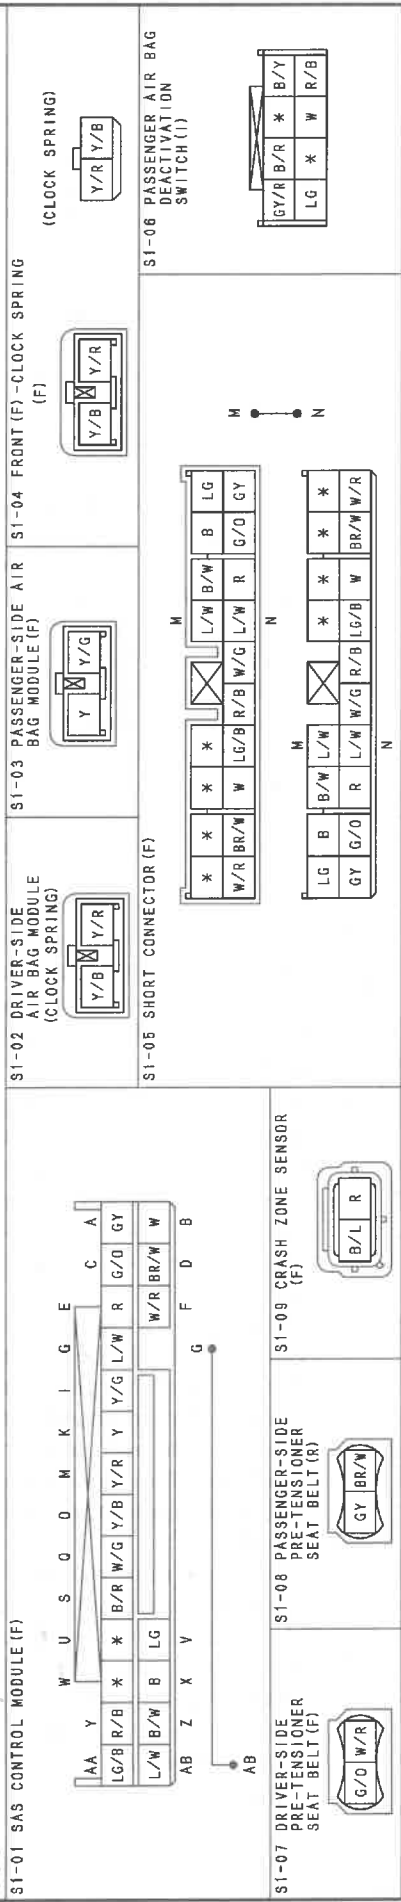 S1-01 SAS CONTROL MODULE(F)
AA Y W U S Q O M K I G E C A
LG/B R/B * * B/R W/G Y/B Y/R Y Y/G L/W R G/O GY
L/W B/W B LG W/R BR/W W
AB Z X V F D B
G
AB
S1-02 DRIVER-SIDE
AIR BAG MODULE
(CLOCK SPRING)
Y/B Y/R
S1-03 PASSENGER-SIDE AIR
BAG MODULE(F)
Y Y/G
S1-04 FRONT(F)-CLOCK SPRING
(F)
(CLOCK SPRING)
Y/B Y/R
Y/R Y/B
S1-05 SHORT CONNECTOR(F)
M
* * * * L/W B/W B LG
W/R BR/W W LG/B R/B W/G L/W R G/O GY
N
M
N
M
LG B B/W L/W * * * *
GY G/O R L/W W/G R/B LG/B W BR/W W/R
N
S1-06 PASSENGER AIR BAG
DEACTIVATION
SWITCH(I)
GY/R B/R * B/Y
LG * W R/B
S1-07 DRIVER-SIDE
PRE-TENSIONER
SEAT BELT(F)
G/O W/R
S1-08 PASSENGER-SIDE
PRE-TENSIONER
SEAT BELT(R)
GY BR/W
S1-09 CRASH ZONE SENSOR
(F)
B/L R